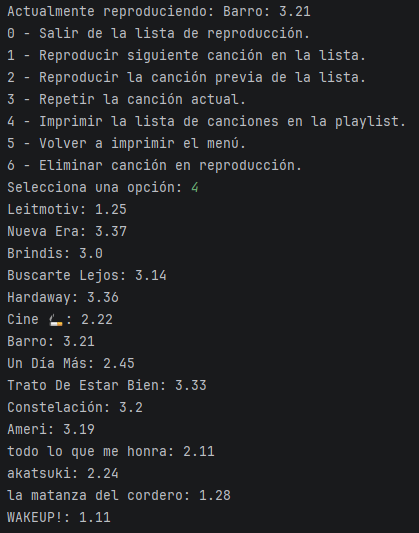 Actualmente reproduciendo: Barro: 3.21
0 - Salir de la lista de reproducción.
1 - Reproducir siguiente canción en la lista.
2 - Reproducir la canción previa de la lista.
3 - Repetir la canción actual.
4 - Imprimir la lista de canciones en la playlist.
5 - Volver a imprimir el menú.
6 - Eliminar canción en reproducción.
Selecciona una opción: 4
Leitmotiv: 1.25
Nueva Era: 3.37
Brindis: 3.0
Buscarte Lejos: 3.14
Hardaway: 3.36
Cine 🚬: 2.22
Barro: 3.21
Un Día Más: 2.45
Trato De Estar Bien: 3.33
Constelación: 3.2
Ameri: 3.19
todo lo que me honra: 2.11
akatsuki: 2.24
la matanza del cordero: 1.28
WAKEUP!: 1.11